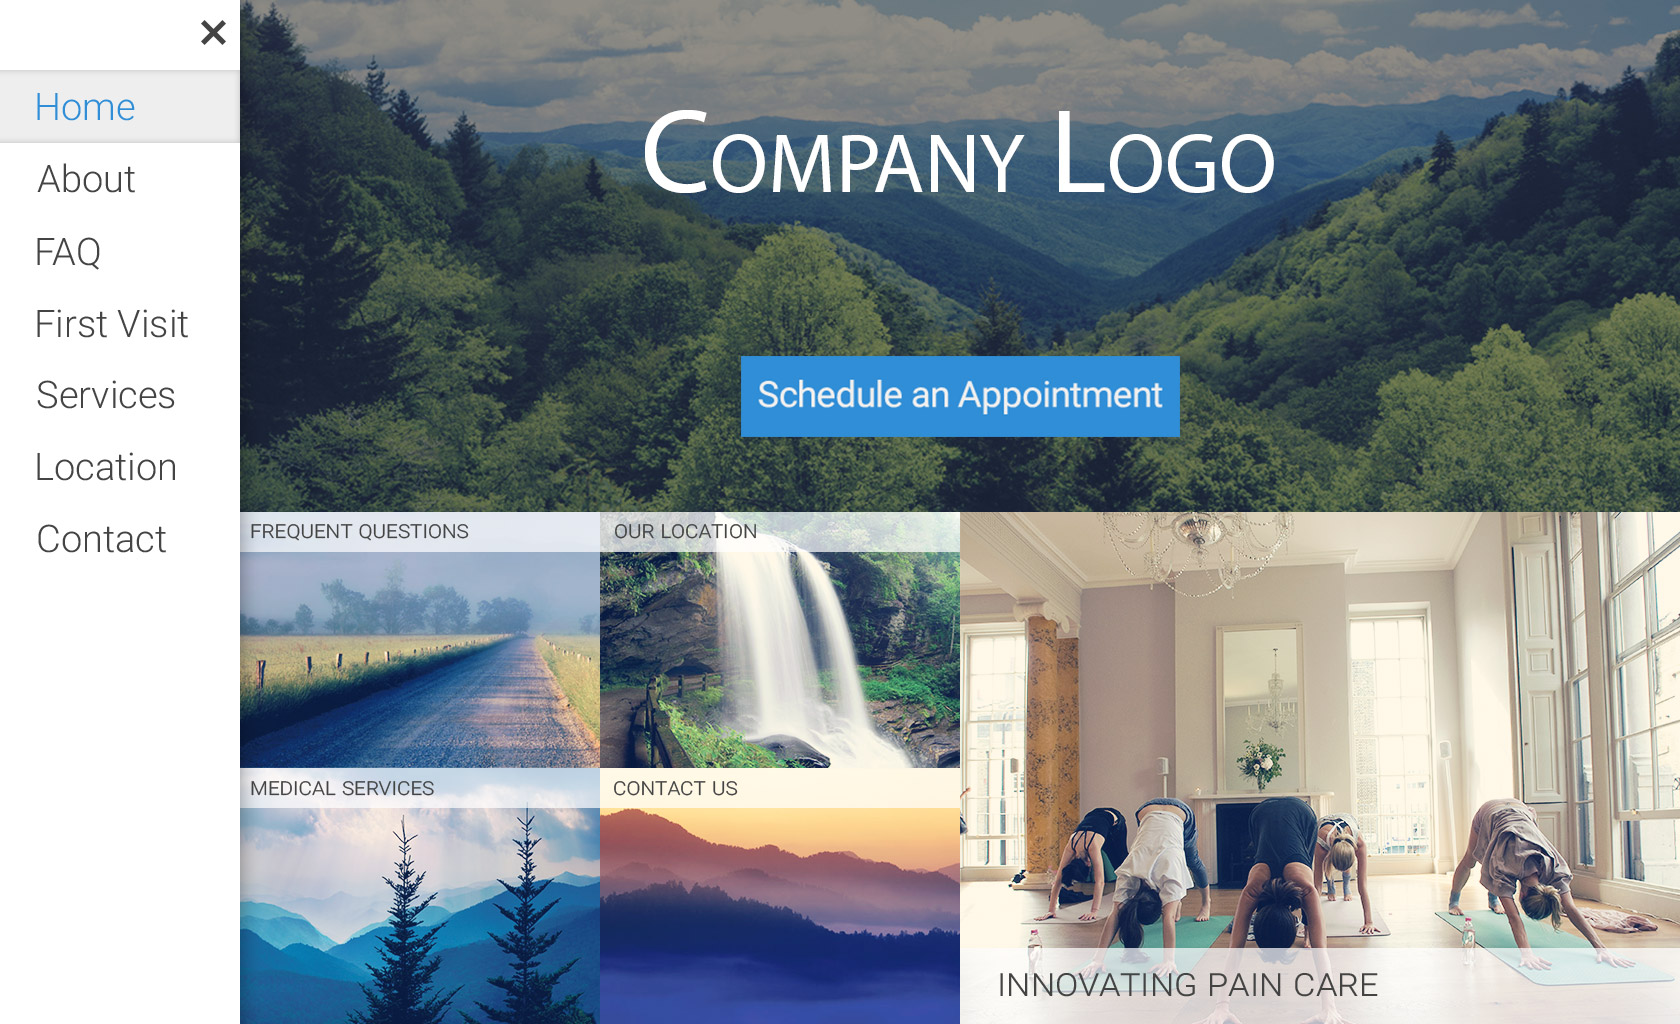 Home
About
FAQ
First Visit
Services
Location
Contact
COMPANY LOGO
Schedule an Appointment
FREQUENT QUESTIONS
OUR LOCATION
MEDICAL SERVICES
CONTACT US
INNOVATING PAIN CARE